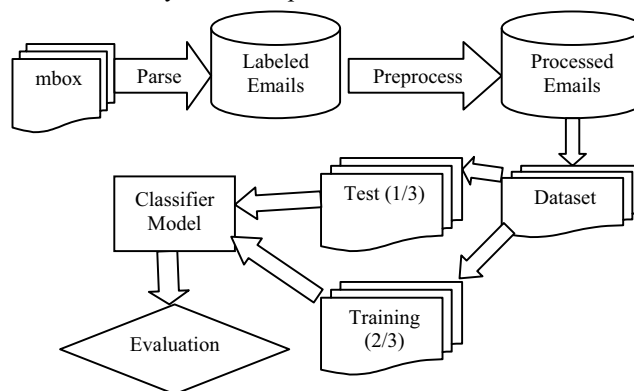 mbox
Parse
Labeled
Emails
Preprocess
Processed
Emails
Dataset
Test (1/3)
Classifier
Model
Training
(2/3)
Evaluation